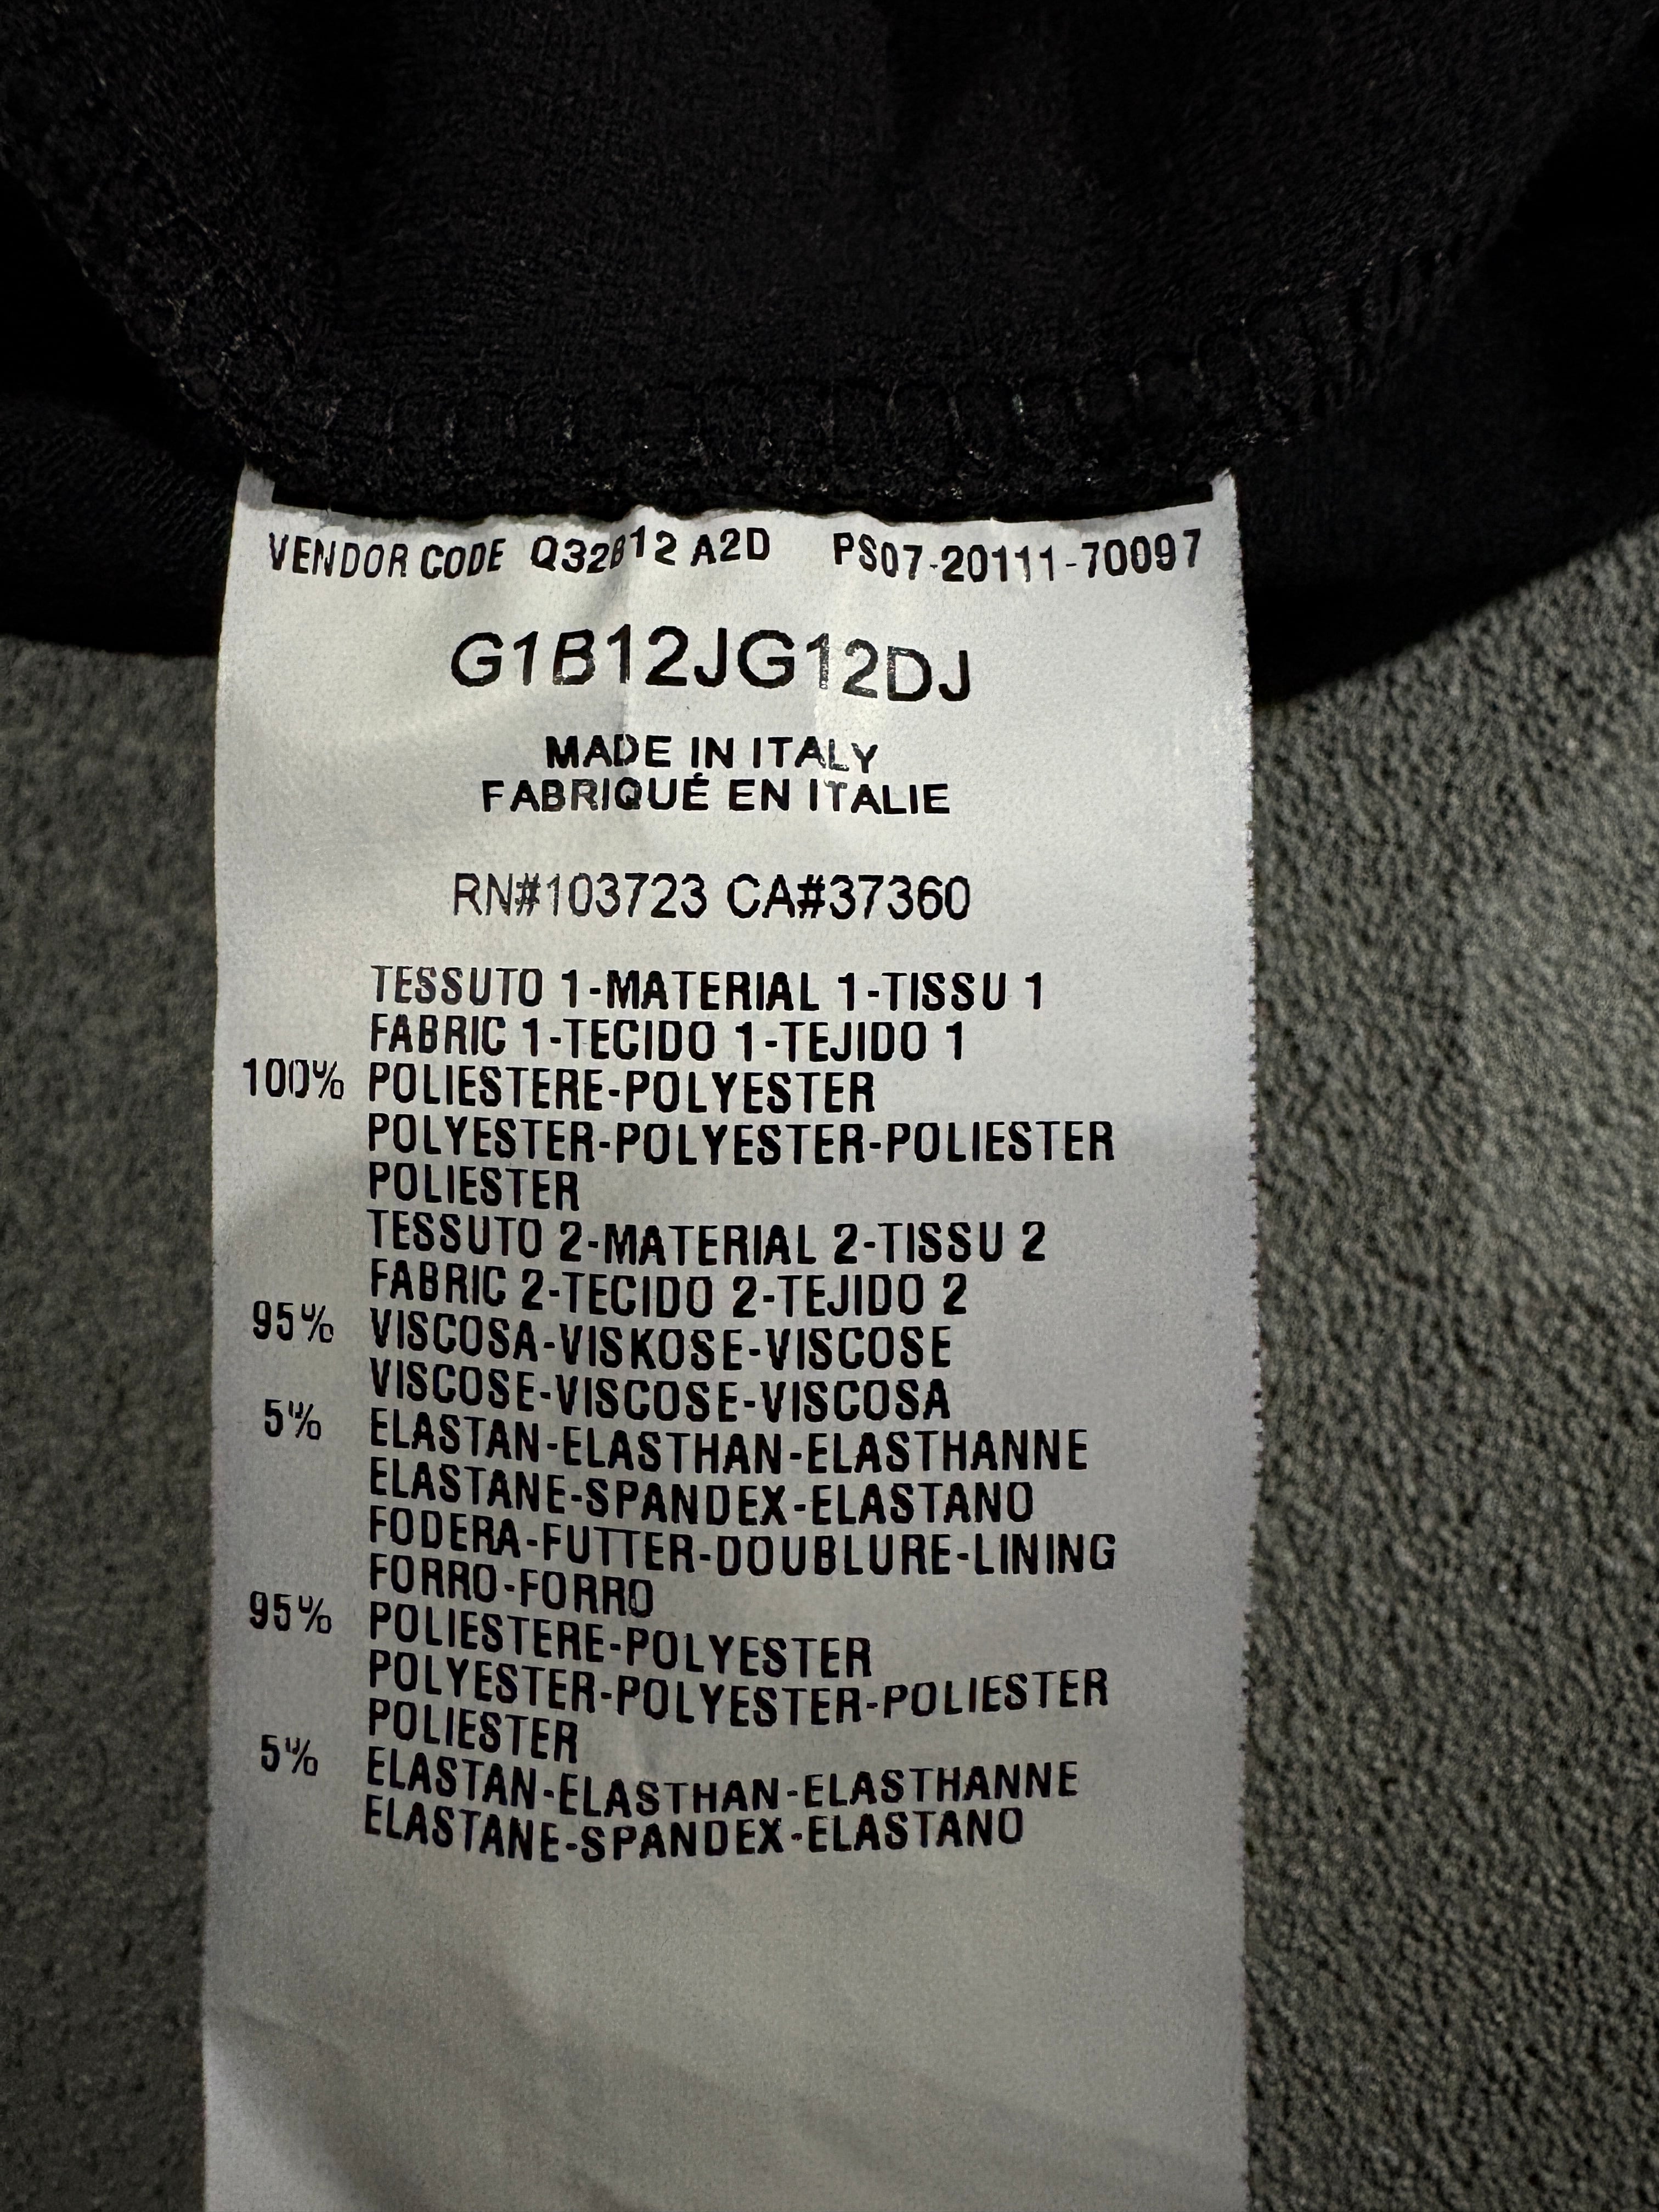 VENDOR CODE Q32B12 A2D PS07-20111-70097
G1B12JG12DJ
MADE IN ITALY
FABRIQUÉ EN ITALIE
RN#103723 CA#37360
TESSUTO 1-MATERIAL 1-TISSU 1
FABRIC 1-TECIDO 1-TEJIDO 1
100% POLIESTERE-POLYESTER
POLYESTER-POLYESTER-POLIESTER
POLIESTER
TESSUTO 2-MATERIAL 2-TISSU 2
FABRIC 2-TECIDO 2-TEJIDO 2
95% VISCOSA-VISKOSE-VISCOSE
VISCOSE-VISCOSE-VISCOSA
5% ELASTAN-ELASTHAN-ELASTHANNE
ELASTANE-SPANDEX-ELASTANO
FODERA-FUTTER-DOUBLURE-LINING
FORRO-FORRO
95% POLIESTERE-POLYESTER
POLYESTER-POLYESTER-POLIESTER
POLIESTER
5% ELASTAN-ELASTHAN-ELASTHANNE
ELASTANE-SPANDEX-ELASTANO